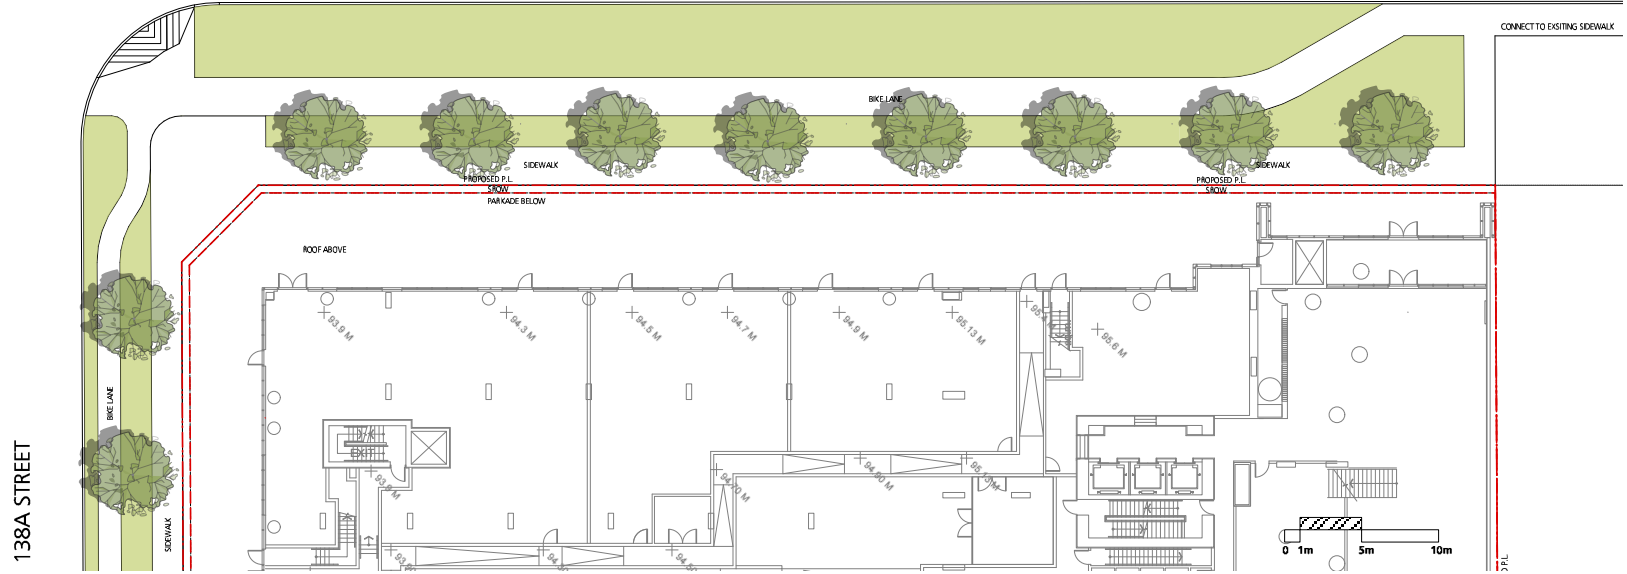 CONNECT TO EXSITING SIDEWALK
BIKE LANE
SIDEWALK
SIDEWALK
PROPOSED P.L.
SROW
PROPOSED P.L.
SROW
PARKADE BELOW
ROOF ABOVE
93.9 M
94.3 M
94.5 M
94.7 M
94.9 M
95.13 M
95.6 M
BIKE LANE
138A STREET
SIDEWALK
93.9 M
94.70 M
94.90 M
95.13 M
0 1m 5m 10m
P.L.